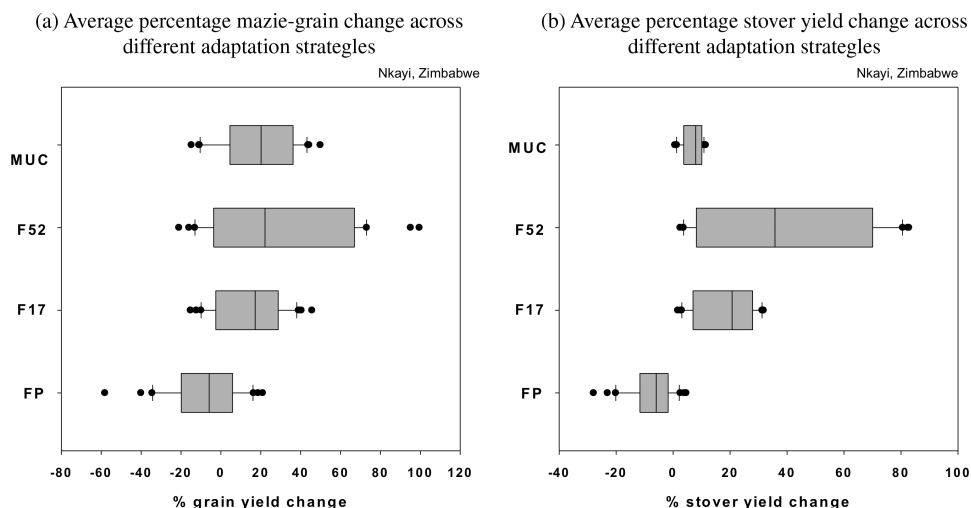 (a) Average percentage mazie-grain change across
different adaptation strategles
Nkayi, Zimbabwe
MUC
F52
F17
FP
-80 -60 -40 -20 0 20 40 60 80 100 120
% grain yield change
(b) Average percentage stover yield change across
different adaptation strategles
Nkayi, Zimbabwe
MUC
F52
F17
FP
-40 -20 0 20 40 60 80 100
% stover yield change